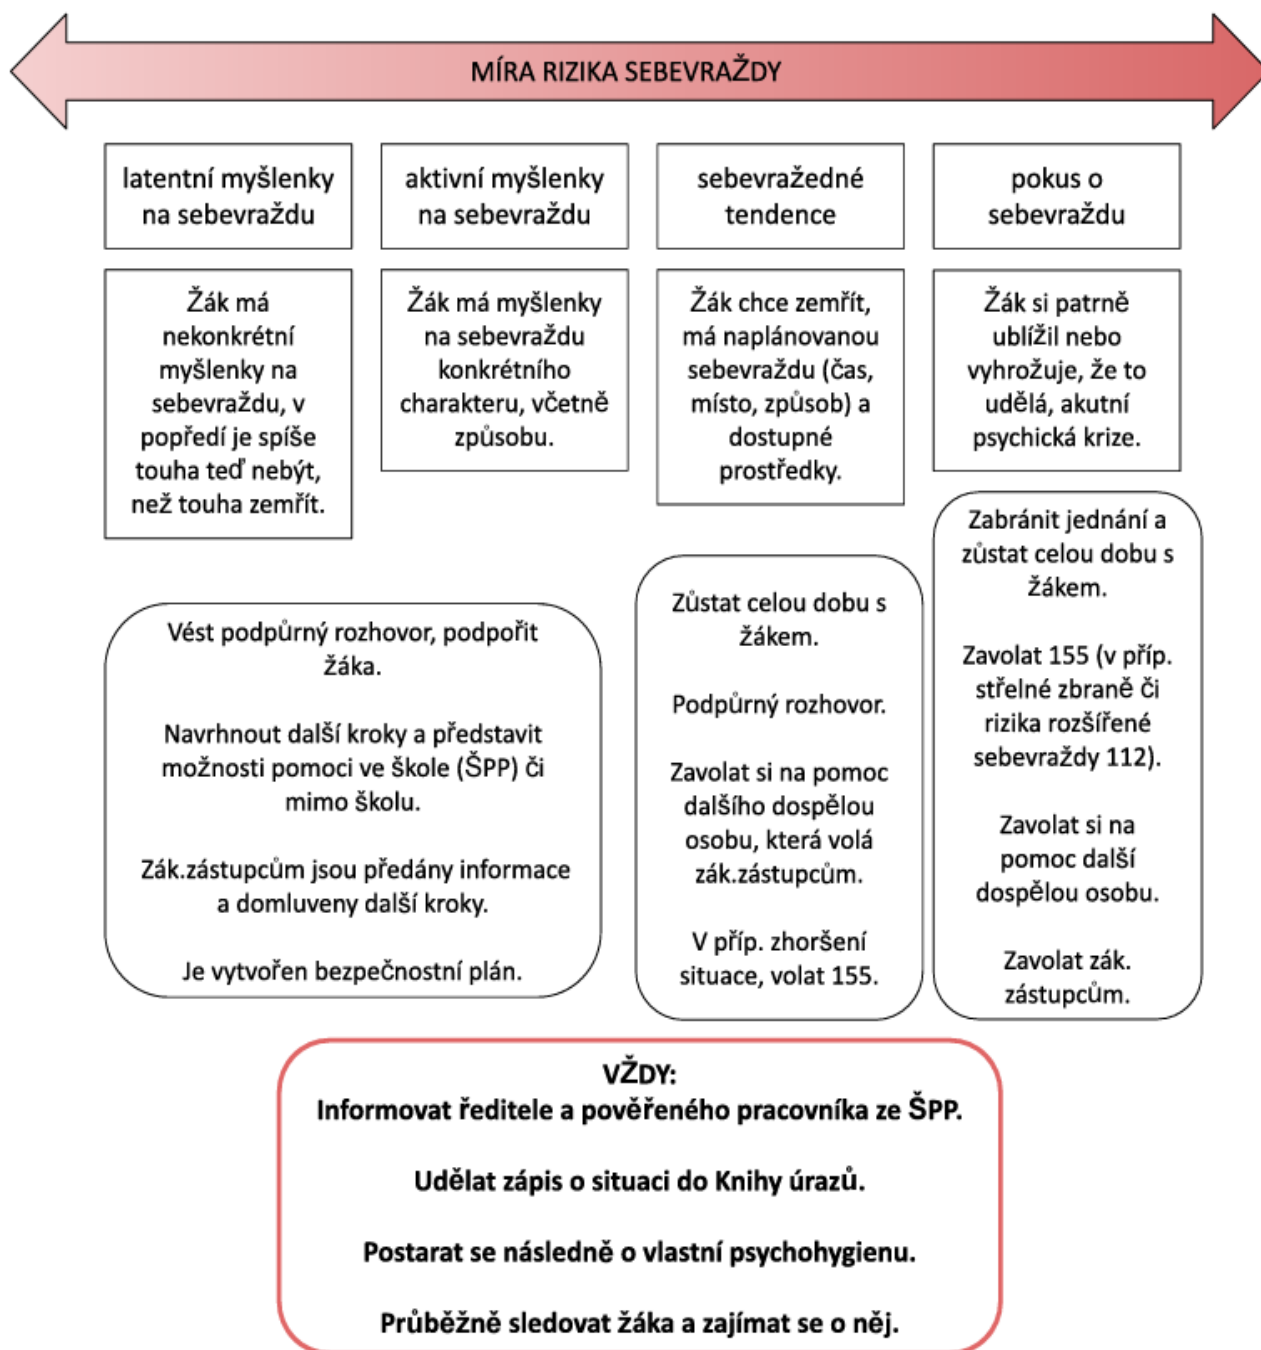 MÍRA RIZIKA SEBEVRAŽDY
latentní myšlenky
na sebevraždu
aktivní myšlenky
na sebevraždu
sebevražedné
tendence
pokus o
sebevraždu
Žák má
nekonkrétní
myšlenky na
sebevraždu, v
popředí je spíše
touha teď nebýt,
než touha zemřít.
Žák má myšlenky
na sebevraždu
konkrétního
charakteru, včetně
způsobu.
Žák chce zemřít,
má naplánovanou
sebevraždu (čas,
místo, způsob) a
dostupné
prostředky.
Žák si patrně
ublížil nebo
vyhrožuje, že to
udělá, akutní
psychická krize.
Vést podpůrný rozhovor, podpořit
žáka.
Navrhnout další kroky a představit
možnosti pomoci ve škole (ŠPP) či
mimo školu.
Zák.zástupcům jsou předány informace
a domluveny další kroky.
Je vytvořen bezpečnostní plán.
Zůstat celou dobu s
žákem.
Podpůrný rozhovor.
Zavolat si na pomoc
dalšího dospělou
osobu, která volá
zák.zástupcům.
V příp. zhoršení
situace, volat 155.
Zabránit jednání a
zůstat celou dobu s
žákem.
Zavolat 155 (v příp.
střelné zbraně či
rizika rozšířené
sebevraždy 112).
Zavolat si na
pomoc další
dospělou osobu.
Zavolat zák.
zástupcům.
VŽDY:
Informovat ředitele a pověřeného pracovníka ze ŠPP.
Udělat zápis o situaci do Knihy úrazů.
Postarat se následně o vlastní psychohygienu.
Průběžně sledovat žáka a zajímat se o něj.